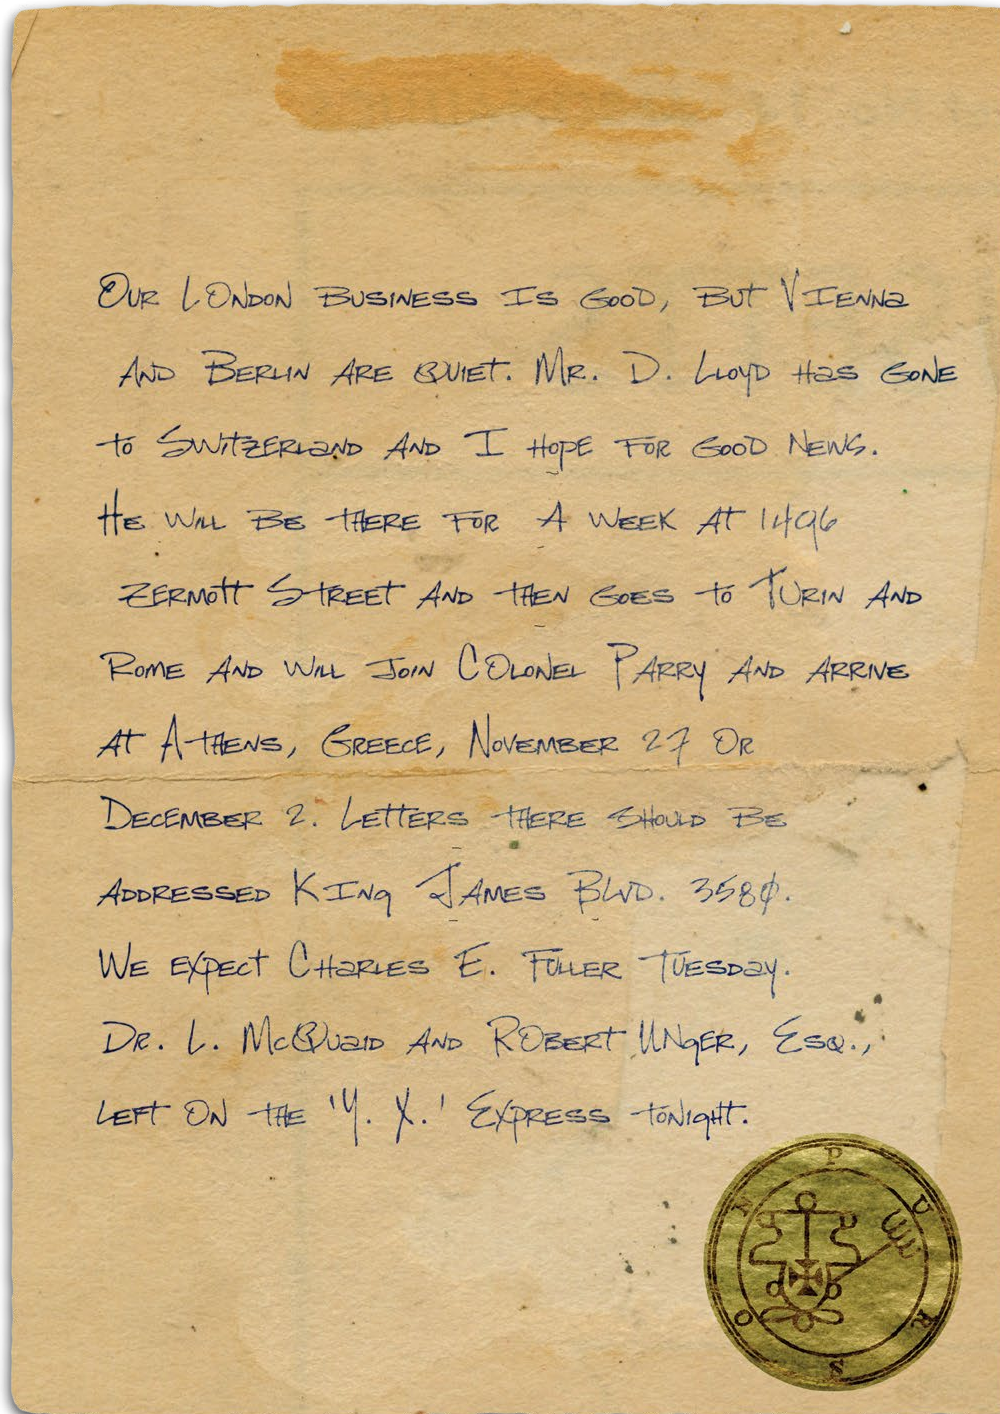 Our London business is good, but Vienna
and Berlin are quiet. Mr. D. Lloyd has gone
to Switzerland and I hope for good news.
He will be there for a week at 1496
Zermott Street and then goes to Turin and
Rome and will join Colonel Parry and arrive
at Athens, Greece, November 27 or
December 2. Letters there should be
addressed King James Blvd. 3580.
We expect Charles E. Fuller Tuesday.
Dr. L. McQuaid and Robert Unger, Esq.,
left on the 'Y. X.' Express tonight.
PURSON